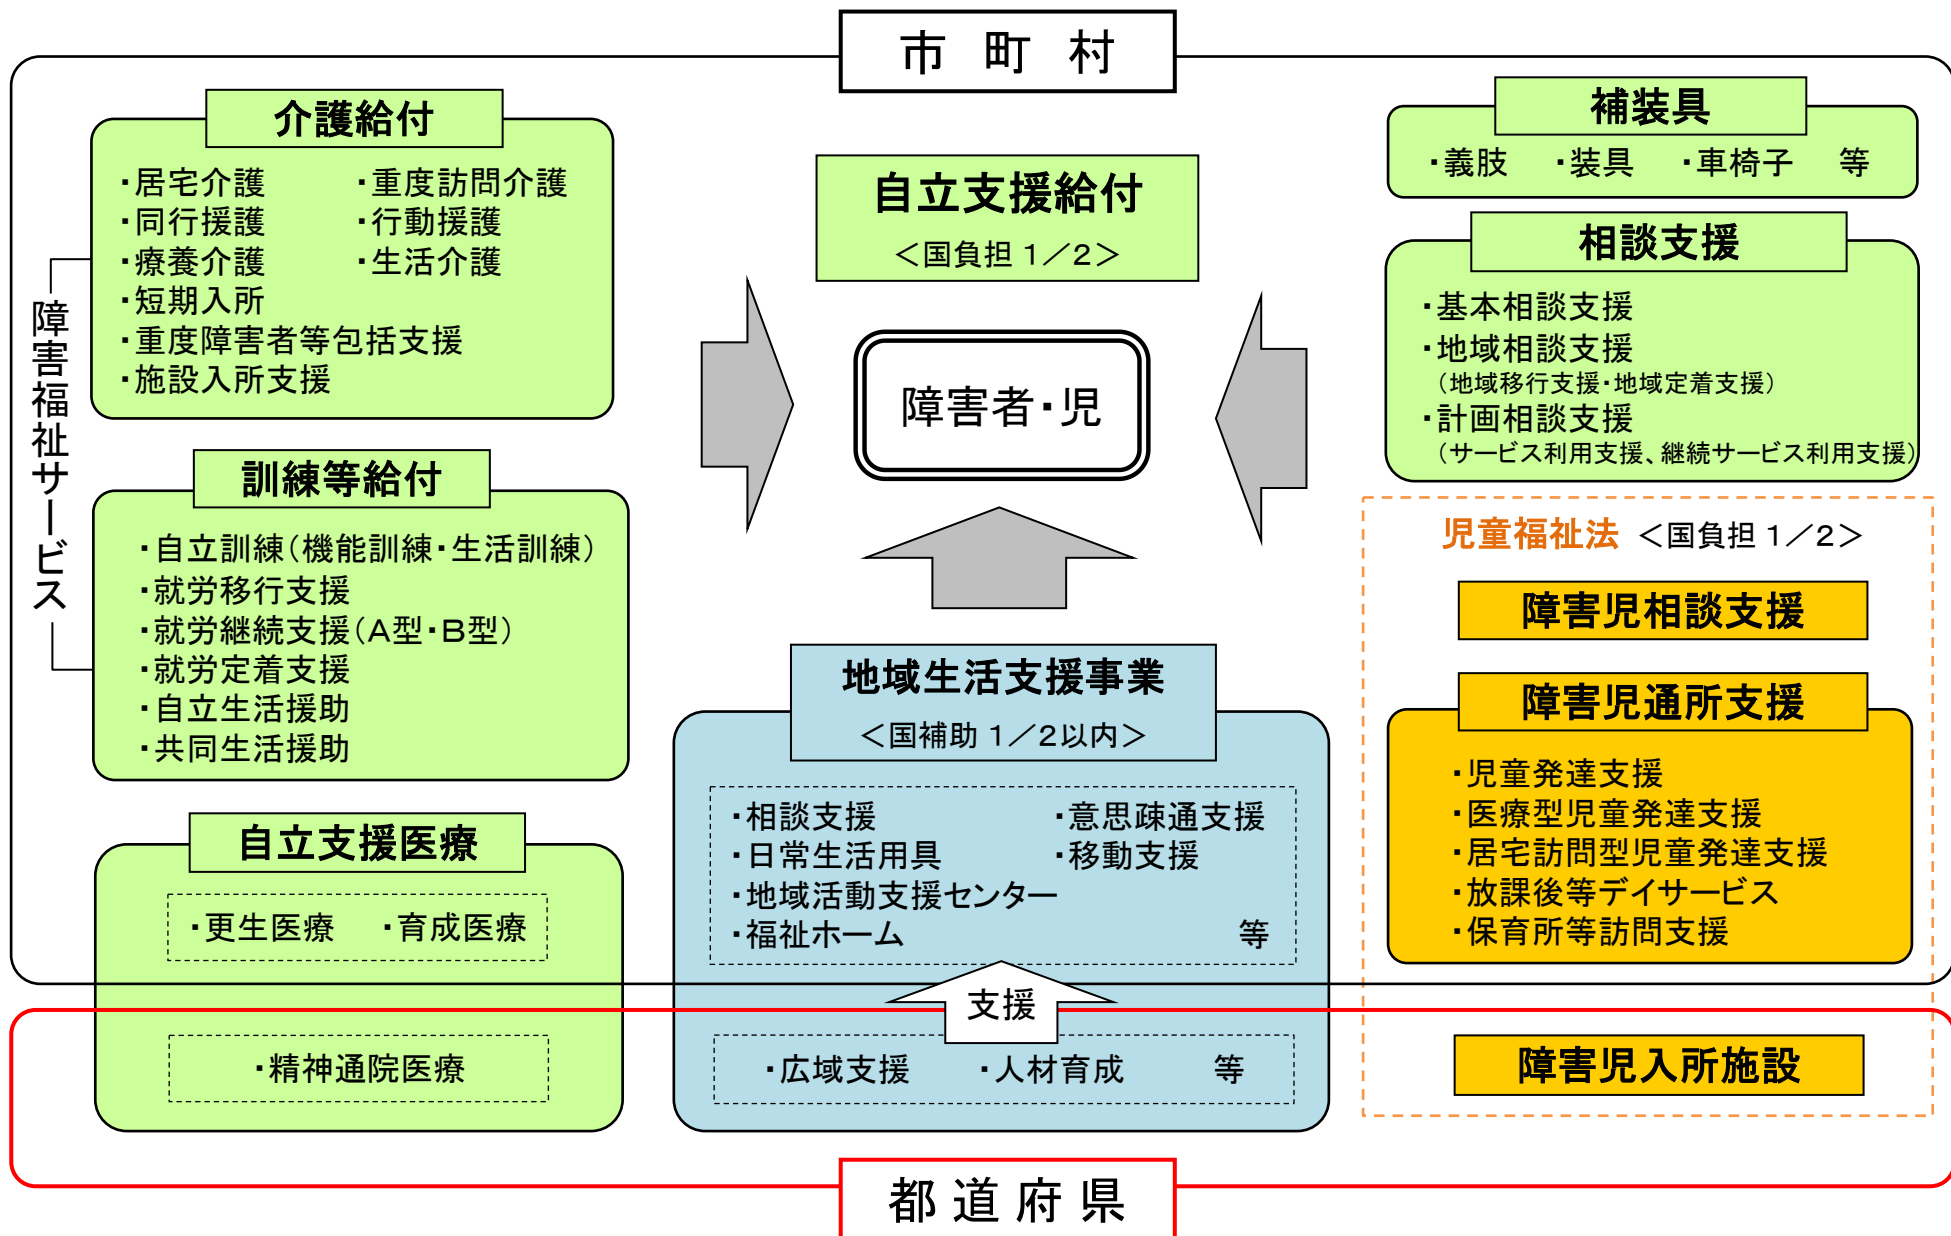 市町村
介護給付
・居宅介護 ・重度訪問介護
・同行援護 ・行動援護
・療養介護 ・生活介護
・短期入所
・重度障害者等包括支援
・施設入所支援
障害福祉サービス
訓練等給付
・自立訓練(機能訓練・生活訓練)
・就労移行支援
・就労継続支援(A型・B型)
・就労定着支援
・自立生活援助
・共同生活援助
自立支援医療
・更生医療 ・育成医療
・精神通院医療
自立支援給付
<国負担 1/2>
障害者・児
地域生活支援事業
<国補助 1/2以内>
・相談支援 ・意思疎通支援
・日常生活用具 ・移動支援
・地域活動支援センター
・福祉ホーム 等
支援
・広域支援 ・人材育成 等
補装具
・義肢 ・装具 ・車椅子 等
相談支援
・基本相談支援
・地域相談支援
(地域移行支援・地域定着支援)
・計画相談支援
(サービス利用支援、継続サービス利用支援)
児童福祉法 <国負担 1/2>
障害児相談支援
障害児通所支援
・児童発達支援
・医療型児童発達支援
・居宅訪問型児童発達支援
・放課後等デイサービス
・保育所等訪問支援
障害児入所施設
都道府県